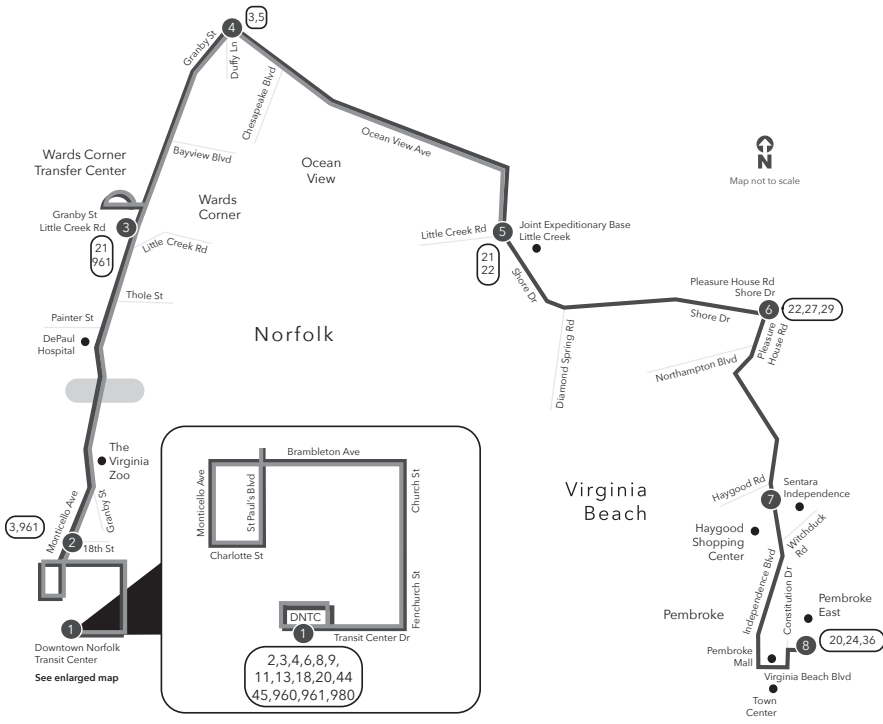 3,5
4
Granby St
Duffy Ln
Chesapeake Blvd
Ocean View Ave
Bayview Blvd
Wards Corner
Transfer Center
Ocean
View
N
Map not to scale
Wards
Corner
Granby St
Little Creek Rd
3
21
961
Little Creek Rd
Little Creek Rd
5
Joint Expeditionary Base
Little Creek
21
22
Shore Dr
Thole St
Painter St
DePaul
Hospital
Norfolk
Pleasure House Rd
Shore Dr
6
22,27,29
Shore Dr
Pleasure
House Rd
Diamond Spring Rd
Northampton Blvd
The
Virginia
Zoo
Monticello Ave
Granby St
3,961
2
18th St
1
Downtown Norfolk
Transit Center
See enlarged map
Brambleton Ave
Monticello Ave
St Paul's Blvd
Church St
Charlotte St
Fenchurch St
DNTC
1
Transit Center Dr
2,3,4,6,8,9,
11,13,18,20,44
45,960,961,980
Virginia
Beach
Haygood Rd
7
Sentara
Independence
Witchduck
Rd
Haygood
Shopping
Center
Independence Blvd
Constitution Dr
Pembroke
Pembroke
East
8
20,24,36
Pembroke
Mall
Virginia Beach Blvd
Town
Center